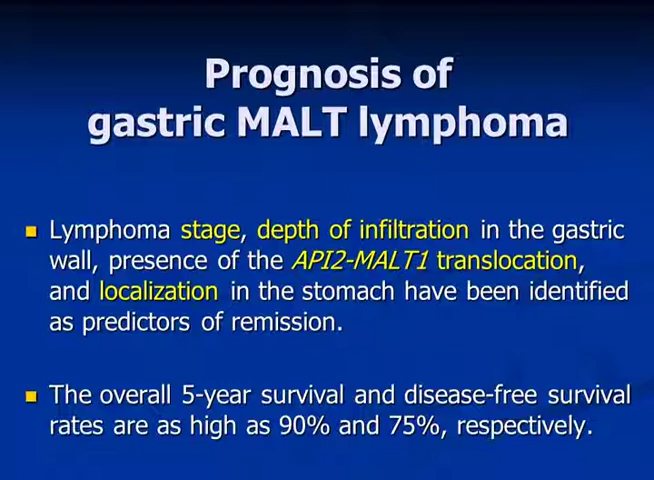 Prognosis of
gastric MALT lymphoma
Lymphoma stage, depth of infiltration in the gastric
wall, presence of the API2-MALT1 translocation,
and localization in the stomach have been identified
as predictors of remission.
The overall 5-year survival and disease-free survival
rates are as high as 90% and 75%, respectively.